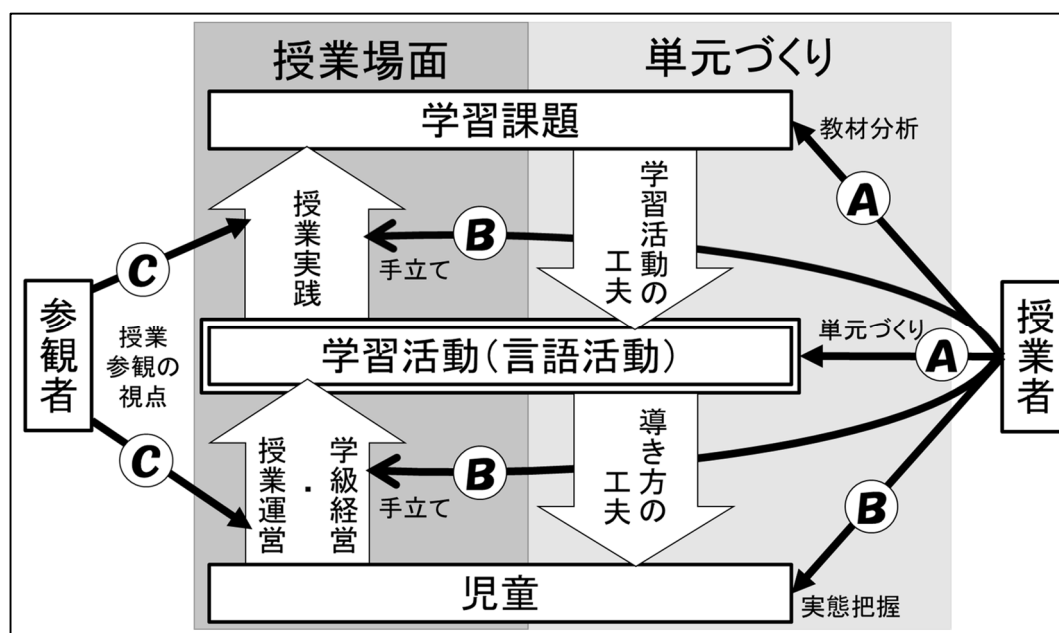 授業場面
単元づくり
学習課題
教材分析
A
授業実践
学習活動の
工夫
B
手立て
C
参観者
授業
参観の
視点
授業者
単元づくり
A
学習活動(言語活動)
学級経営
・
授業運営
導き方の
工夫
B
手立て
C
B
児童
実態把握